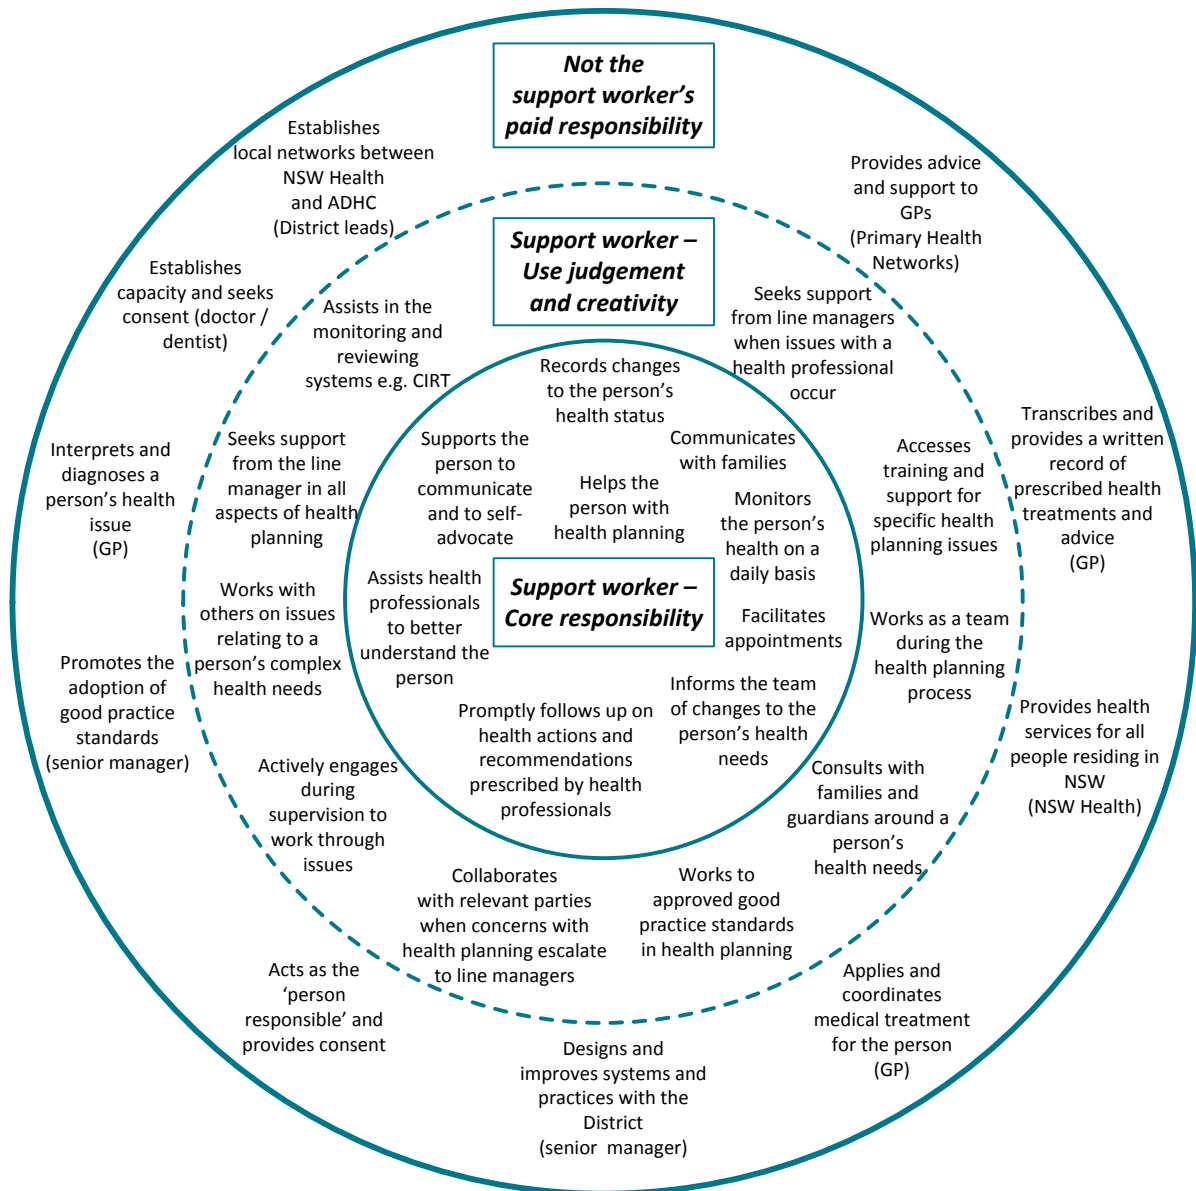 Not the
support worker's
paid responsibility
Establishes
local networks between
NSW Health
and ADHC
(District leads)
Provides advice
and support to
GPs
(Primary Health
Networks)
Establishes
capacity and seeks
consent (doctor /
dentist)
Support worker –
Use judgement
and creativity
Assists in the
monitoring and
reviewing
systems e.g. CIRT
Seeks support
from line managers
when issues with a
health professional
occur
Records changes
to the person's
health status
Interprets and
diagnoses a
person's health
issue
(GP)
Seeks support
from the line
manager in all
aspects of health
planning
Supports the
person to
communicate
and to self-
advocate
Helps the
person with
health planning
Communicates
with families
Monitors
the person's
health on a
daily basis
Accesses
training and
support for
specific health
planning issues
Transcribes and
provides a written
record of
prescribed health
treatments and
advice
(GP)
Works with
others on issues
relating to a
person's complex
health needs
Assists health
professionals
to better
understand the
person
Support worker –
Core responsibility
Facilitates
appointments
Works as a team
during the
health planning
process
Promotes the
adoption of
good practice
standards
(senior manager)
Promptly follows up on
health actions and
recommendations
prescribed by health
professionals
Informs the team
of changes to the
person's health
needs
Provides health
services for all
people residing in
NSW
(NSW Health)
Actively engages
during
supervision to
work through
issues
Consults with
families and
guardians around a
person's
health needs
Collaborates
with relevant parties
when concerns with
health planning escalate
to line managers
Works to
approved good
practice standards
in health planning
Acts as the
'person
responsible' and
provides consent
Applies and
coordinates
medical treatment
for the person
(GP)
Designs and
improves systems and
practices with the
District
(senior  manager)